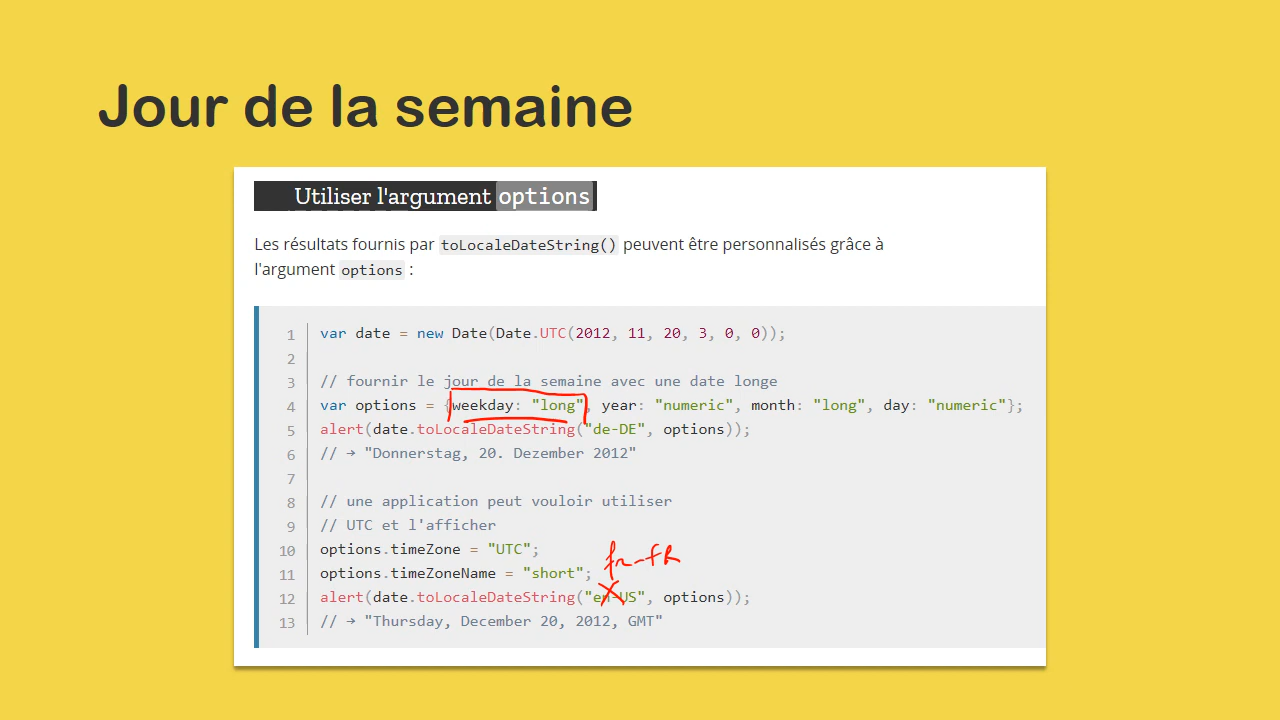 Jour de la semaine
Utiliser l'argument options
Les résultats fournis par toLocaleDateString() peuvent être personnalisés grâce à
l'argument options :
1 var date = new Date(Date.UTC(2012, 11, 20, 3, 0, 0));
2
3 // fournir le jour de la semaine avec une date longe
4 var options = {weekday: "long", year: "numeric", month: "long", day: "numeric"};
5 alert(date.toLocaleDateString("de-DE", options));
6 // → "Donnerstag, 20. Dezember 2012"
7
8 // une application peut vouloir utiliser
9 // UTC et l'afficher
10 options.timeZone = "UTC";
fr-fR
11 options.timeZoneName = "short";
12 alert(date.toLocaleDateString("en-US", options));
13 // → "Thursday, December 20, 2012, GMT"